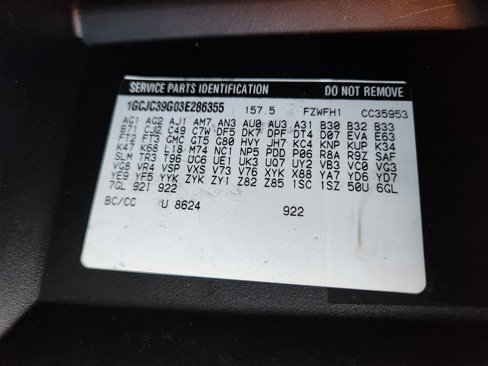 SERVICE PARTS IDENTIFICATION DO NOT REMOVE
1GCJC39G03E286355 157.5 FZWFH1 CC35953
AG1 AG2 AJ1 AM7 AN3 AU0 AU3 A31 B30 B32 B33
B71 CJ2 C49 C7W DF5 DK7 DPF DT4 D07 EVA E63
FT2 FT3 GMC GT5 G80 HVY JH7 KC4 KNP KUP K34
K47 K68 L18 M74 NC1 NP5 PDD P06 R8A R9Z SAF
SLM TR3 T96 UC6 UE1 UK3 UQ7 UY2 VB3 VC0 VG3
VG8 VR4 VSP VXS V73 V76 XYK X88 YA7 YD6 YD7
YE9 YF5 YYK ZYK ZY1 Z82 Z85 1SC 1SZ 50U 6GL
7GL 92I 922
BC/CC U 8624 922